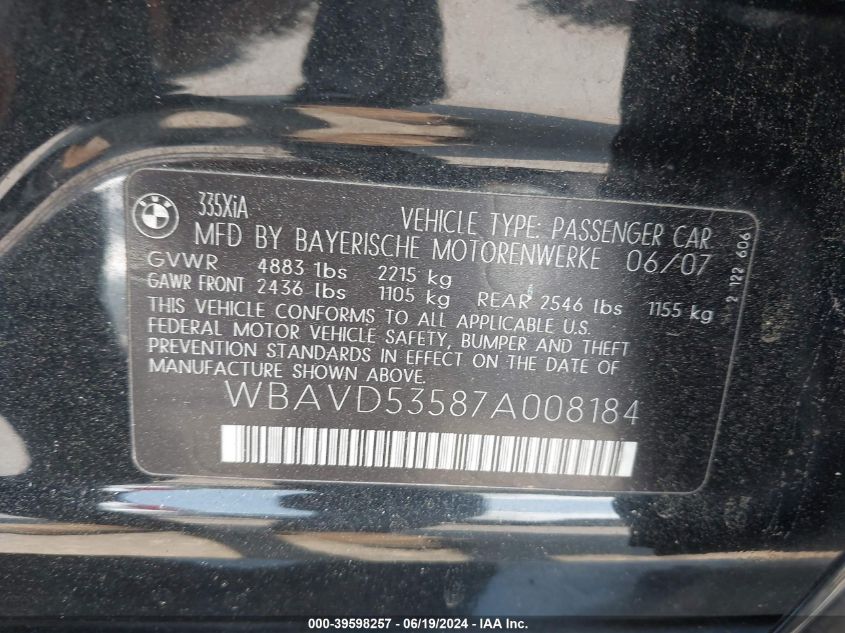 BMW
335XiA
VEHICLE TYPE: PASSENGER CAR
MFD BY BAYERISCHE MOTORENWERKE 06/07
GVWR 4883 lbs 2215 kg
GAWR FRONT 2436 lbs 1105 kg REAR 2546 lbs 1155 kg
THIS VEHICLE CONFORMS TO ALL APPLICABLE U.S.
FEDERAL MOTOR VEHICLE SAFETY, BUMPER AND THEFT
PREVENTION STANDARDS IN EFFECT ON THE DATE OF
MANUFACTURE SHOWN ABOVE.
WBAVD53587A008184
2 122 606
000-39598257 - 06/19/2024 - IAAI.com